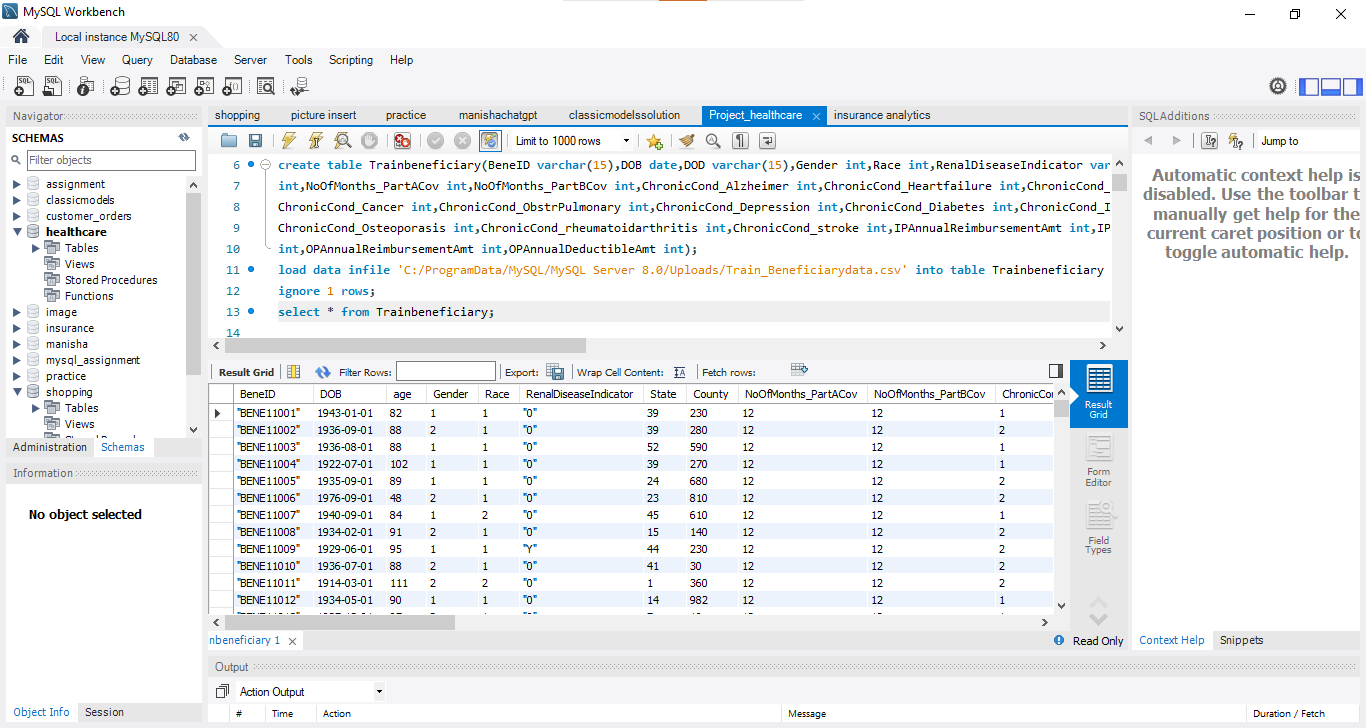 MySQL Workbench
Local instance MySQL80
File Edit View Query Database Server Tools Scripting Help
Navigator
SCHEMAS
Filter objects
assignment
classicmodels
customer_orders
healthcare
Tables
Views
Stored Procedures
Functions
image
insurance
manisha
mysql_assignment
practice
shopping
Tables
Views
Administration Schemas
Information
No object selected
Object Info Session
shopping picture insert practice manishachatgpt classicmodelssolution Project_healthcare insurance analytics
Limit to 1000 rows
6 create table Trainbeneficiary(BeneID varchar(15),DOB date,DOD varchar(15),Gender int,Race int,RenalDiseaseIndicator var
7 int,NoOfMonths_PartACov int,NoOfMonths_PartBCov int,ChronicCond_Alzheimer int,ChronicCond_Heartfailure int,ChronicCond_
8 ChronicCond_Cancer int,ChronicCond_ObstrPulmonary int,ChronicCond_Depression int,ChronicCond_Diabetes int,ChronicCond_I
9 ChronicCond_Osteoporasis int,ChronicCond_rheumatoidarthritis int,ChronicCond_stroke int,IPAnnualReimbursementAmt int,IP
10 int,OPAnnualReimbursementAmt int,OPAnnualDeductibleAmt int);
11 load data infile 'C:/ProgramData/MySQL/MySQL Server 8.0/Uploads/Train_Beneficiarydata.csv' into table Trainbeneficiary
12 ignore 1 rows;
13 select * from Trainbeneficiary;
14
Result Grid Filter Rows: Export: Wrap Cell Content: Fetch rows:
BeneID DOB age Gender Race RenalDiseaseIndicator State County NoOfMonths_PartACov NoOfMonths_PartBCov ChronicCor
"BENE11001" 1943-01-01 82 1 1 "0" 39 230 12 12 1
"BENE11002" 1936-09-01 88 2 1 "0" 39 280 12 12 2
"BENE11003" 1936-08-01 88 1 1 "0" 52 590 12 12 1
"BENE11004" 1922-07-01 102 1 1 "0" 39 270 12 12 1
"BENE11005" 1935-09-01 89 1 1 "0" 24 680 12 12 2
"BENE11006" 1976-09-01 48 2 1 "0" 23 810 12 12 2
"BENE11007" 1940-09-01 84 1 2 "0" 45 610 12 12 1
"BENE11008" 1934-02-01 91 2 1 "0" 15 140 12 12 2
"BENE11009" 1929-06-01 95 1 1 "Y" 44 230 12 12 2
"BENE11010" 1936-07-01 88 2 1 "0" 41 30 12 12 2
"BENE11011" 1914-03-01 111 2 2 "0" 1 360 12 12 2
"BENE11012" 1934-05-01 90 1 1 "0" 14 982 12 12 1
Result
Grid
Form
Editor
Field
Types
nbeneficiary 1
Read Only
Output
Action Output
# Time Action Message Duration / Fetch
SQLAdditions
Jump to
Automatic context help is
disabled. Use the toolbar t
manually get help for the
current caret position or to
toggle automatic help.
Context Help Snippets